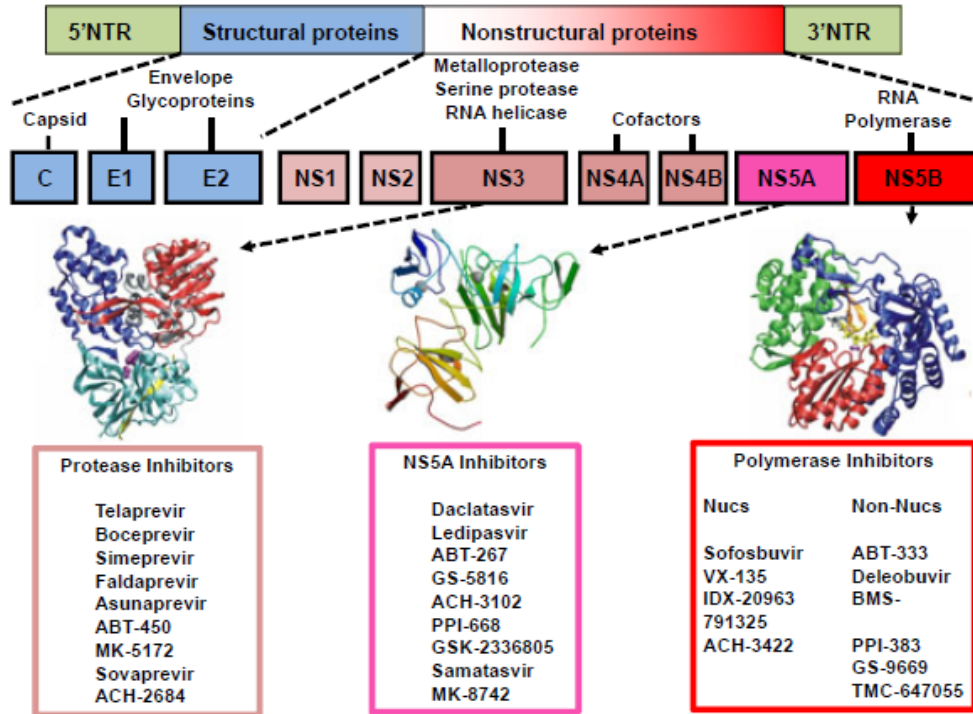 5'NTR
Structural proteins
Nonstructural proteins
3'NTR
Capsid
Envelope
Glycoproteins
Metalloprotease
Serine protease
RNA helicase
Cofactors
RNA
Polymerase
C
E1
E2
NS1
NS2
NS3
NS4A
NS4B
NS5A
NS5B
Protease Inhibitors
Telaprevir
Boceprevir
Simeprevir
Faldaprevir
Asunaprevir
ABT-450
MK-5172
Sovaprevir
ACH-2684
NS5A Inhibitors
Daclatasvir
Ledipasvir
ABT-267
GS-5816
ACH-3102
PPI-668
GSK-2336805
Samatasvir
MK-8742
Polymerase Inhibitors
Nucs Non-Nucs
Sofosbuvir ABT-333
VX-135 Deleobuvir
IDX-20963 BMS-
791325
ACH-3422 PPI-383
GS-9669
TMC-647055